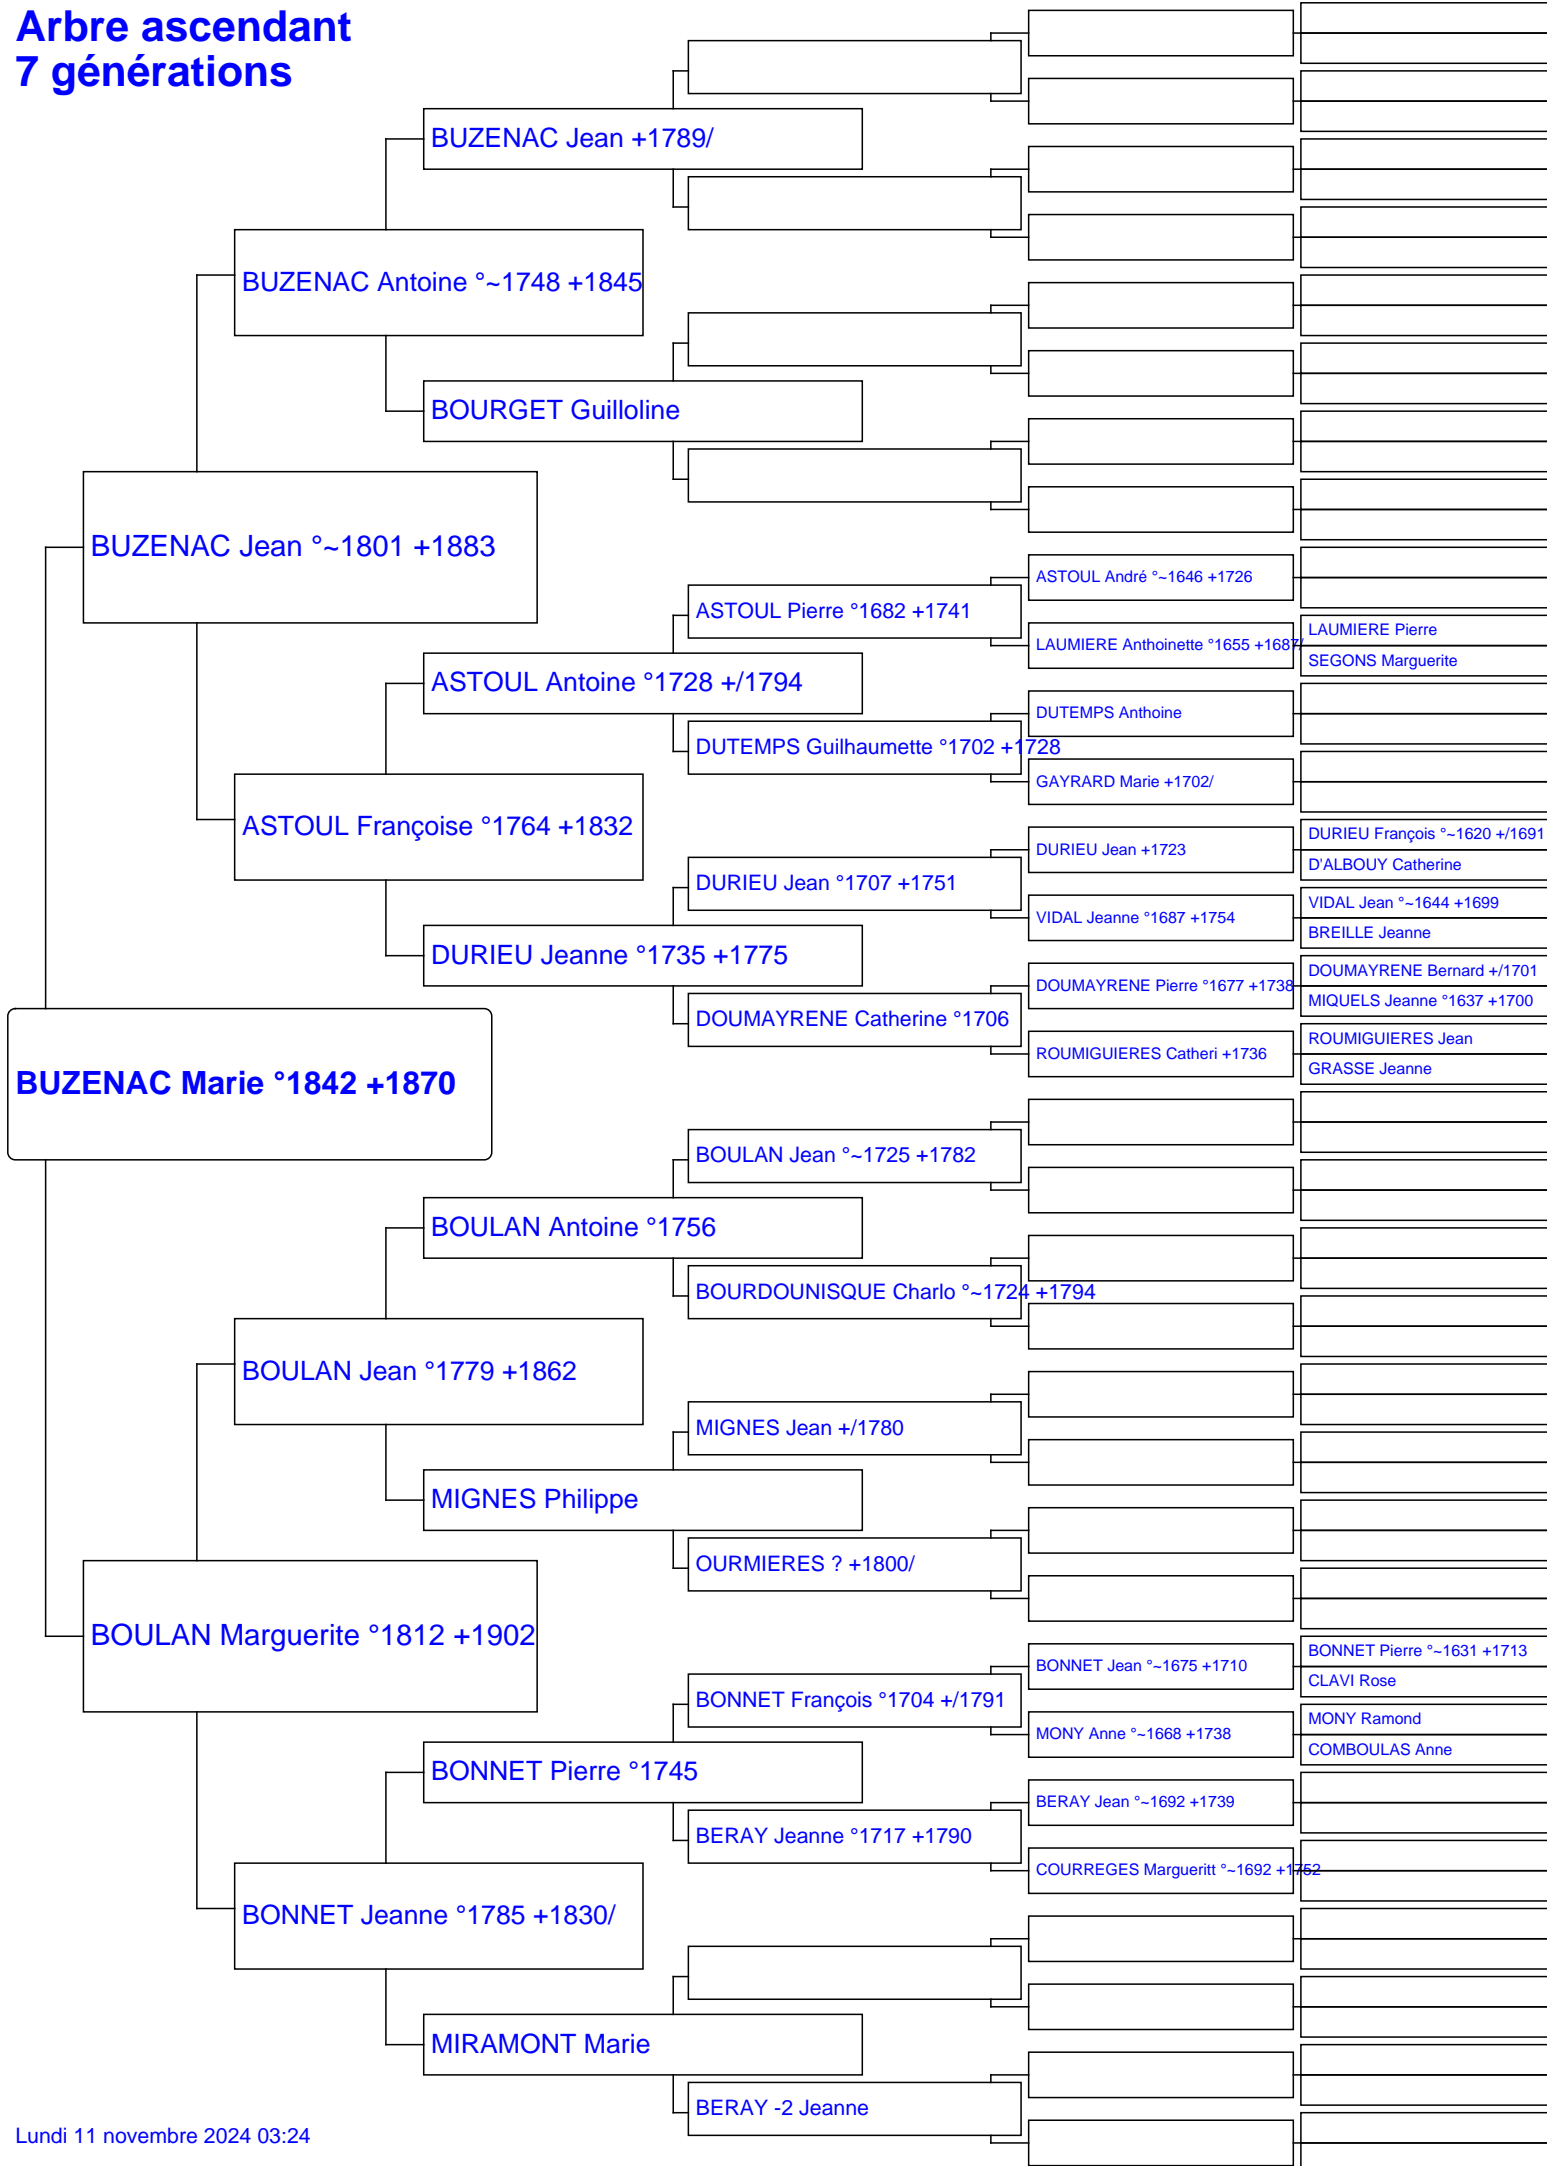 Arbre ascendant
7 générations
BUZENAC Jean +1789/
BUZENAC Antoine °~1748 +1845
BOURGET Guilloline
BUZENAC Jean °~1801 +1883
ASTOUL André °~1646 +1726
ASTOUL Pierre °1682 +1741
LAUMIERE Pierre
LAUMIERE Anthoinette °1655 +1687/
SEGONS Marguerite
ASTOUL Antoine °1728 +/1794
DUTEMPS Anthoine
DUTEMPS Guilhaumette °1702 +1728
GAYRARD Marie +1702/
ASTOUL Françoise °1764 +1832
DURIEU François °~1620 +/1691
DURIEU Jean +1723
D'ALBOUY Catherine
DURIEU Jean °1707 +1751
VIDAL Jean °~1644 +1699
VIDAL Jeanne °1687 +1754
BREILLE Jeanne
DURIEU Jeanne °1735 +1775
DOUMAYRENE Bernard +/1701
DOUMAYRENE Pierre °1677 +1738
MIQUELS Jeanne °1637 +1700
DOUMAYRENE Catherine °1706
ROUMIGUIERES Jean
ROUMIGUIERES Catheri +1736
GRASSE Jeanne
BUZENAC Marie °1842 +1870
BOULAN Jean °~1725 +1782
BOULAN Antoine °1756
BOURDOUNISQUE Charlo °~1724 +1794
BOULAN Jean °1779 +1862
MIGNES Jean +/1780
MIGNES Philippe
OURMIERES ? +1800/
BOULAN Marguerite °1812 +1902
BONNET Pierre °~1631 +1713
BONNET Jean °~1675 +1710
CLAVI Rose
BONNET François °1704 +/1791
MONY Ramond
MONY Anne °~1668 +1738
COMBOULAS Anne
BONNET Pierre °1745
BERAY Jean °~1692 +1739
BERAY Jeanne °1717 +1790
COURREGES Margueritt °~1692 +1752
BONNET Jeanne °1785 +1830/
MIRAMONT Marie
BERAY -2 Jeanne
Lundi 11 novembre 2024 03:24